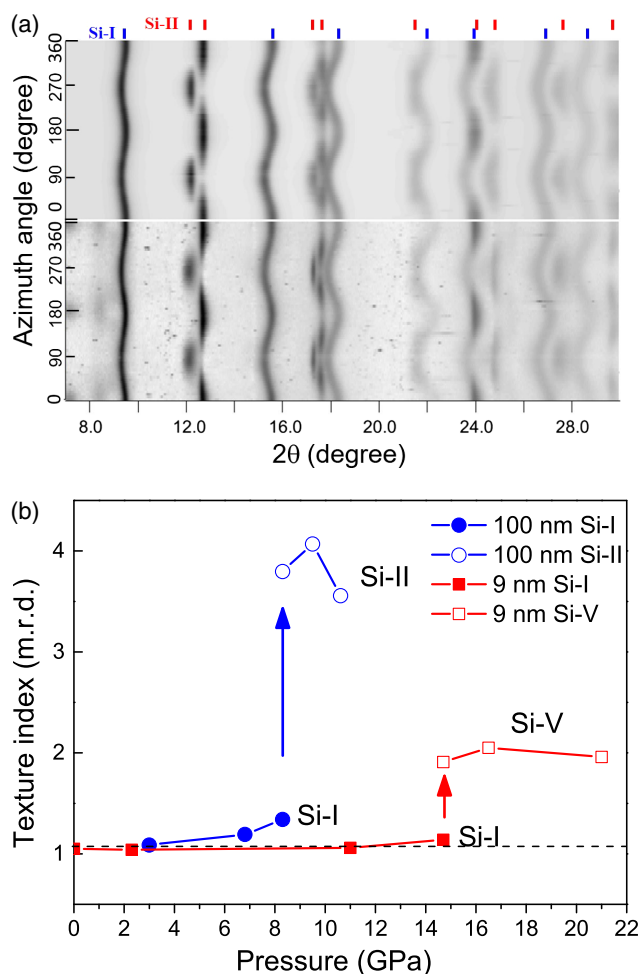 (a)
Si-I
Si-II
Azimuth angle (degree)
360
270
180
90
0
360
270
180
90
0
8.0 12.0 16.0 20.0 24.0 28.0
2θ (degree)
(b)
Texture index (m.r.d.)
4
3
2
1
100 nm Si-I
100 nm Si-II
9 nm Si-I
9 nm Si-V
Si-II
Si-V
Si-I
Si-I
0 2 4 6 8 10 12 14 16 18 20 22
Pressure (GPa)